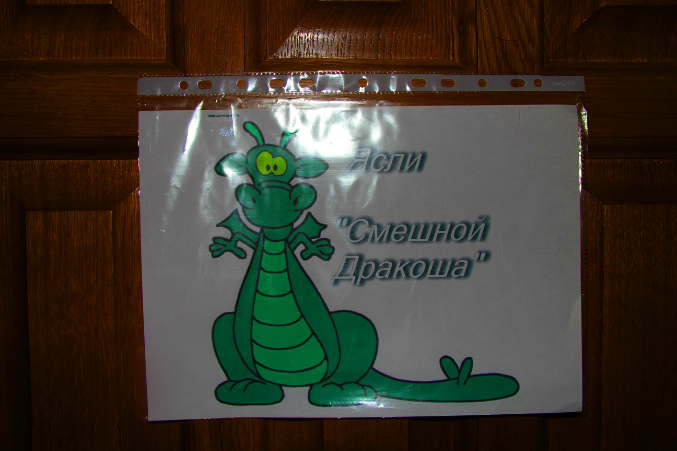 Ясли
"Смешной
Дракоша"